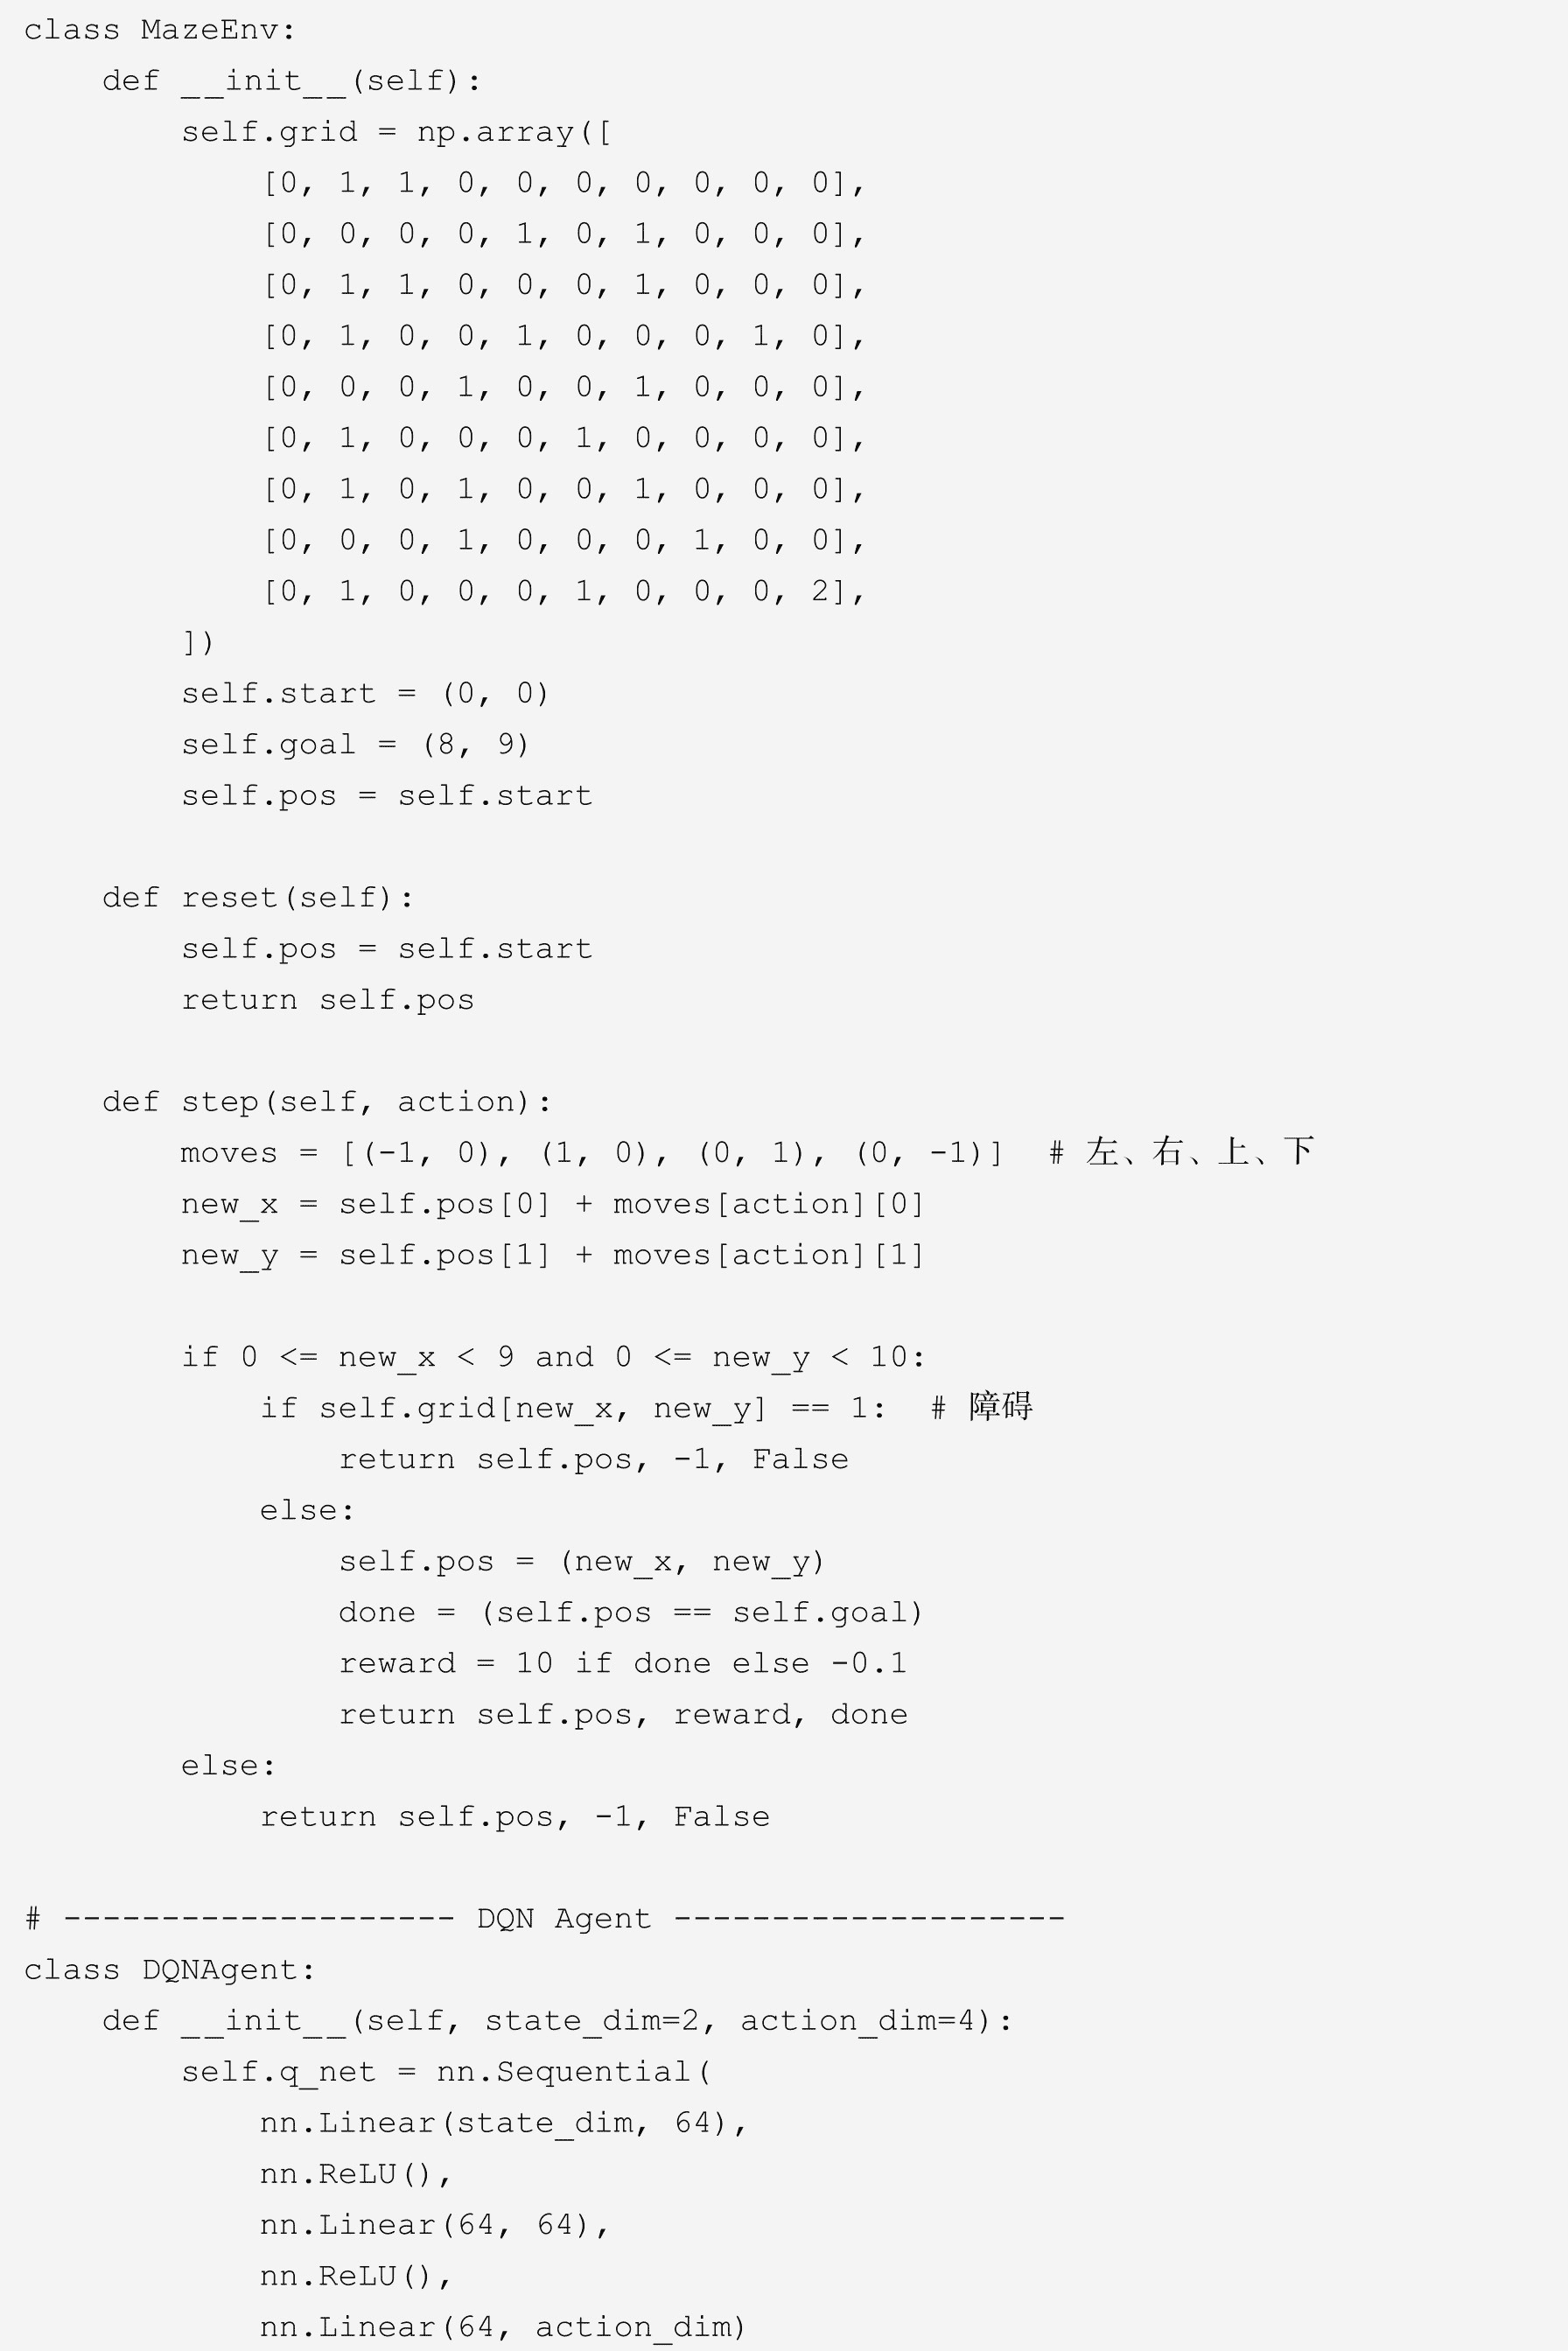 class MazeEnv:
    def __init__(self):
        self.grid = np.array([
            [0, 1, 1, 0, 0, 0, 0, 0, 0, 0],
            [0, 0, 0, 0, 1, 0, 1, 0, 0, 0],
            [0, 1, 1, 0, 0, 0, 1, 0, 0, 0],
            [0, 1, 0, 0, 1, 0, 0, 0, 1, 0],
            [0, 0, 0, 1, 0, 0, 1, 0, 0, 0],
            [0, 1, 0, 0, 0, 1, 0, 0, 0, 0],
            [0, 1, 0, 1, 0, 0, 1, 0, 0, 0],
            [0, 0, 0, 1, 0, 0, 0, 1, 0, 0],
            [0, 1, 0, 0, 0, 1, 0, 0, 0, 2],
        ])
        self.start = (0, 0)
        self.goal = (8, 9)
        self.pos = self.start

    def reset(self):
        self.pos = self.start
        return self.pos

    def step(self, action):
        moves = [(-1, 0), (1, 0), (0, 1), (0, -1)]  # 左、右、上、下
        new_x = self.pos[0] + moves[action][0]
        new_y = self.pos[1] + moves[action][1]

        if 0 <= new_x < 9 and 0 <= new_y < 10:
            if self.grid[new_x, new_y] == 1:  # 障碍
                return self.pos, -1, False
            else:
                self.pos = (new_x, new_y)
                done = (self.pos == self.goal)
                reward = 10 if done else -0.1
                return self.pos, reward, done
        else:
            return self.pos, -1, False

# -------------------- DQN Agent --------------------
class DQNAgent:
    def __init__(self, state_dim=2, action_dim=4):
        self.q_net = nn.Sequential(
            nn.Linear(state_dim, 64),
            nn.ReLU(),
            nn.Linear(64, 64),
            nn.ReLU(),
            nn.Linear(64, action_dim)